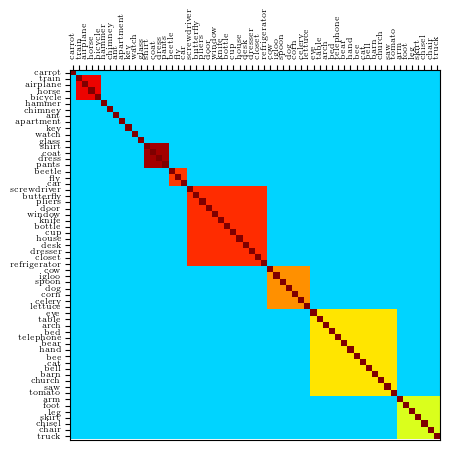 carrot
train
airplane
horse
bicycle
hammer
chimney
ant
apartment
key
watch
glass
shirt
coat
dress
pants
beetle
fly
car
screwdriver
butterfly
pliers
door
window
knife
bottle
cup
house
desk
dresser
closet
refrigerator
cow
igloo
spoon
dog
corn
celery
lettuce
eye
table
arch
bed
telephone
bear
hand
bee
cat
bell
barn
church
saw
tomato
arm
foot
leg
skirt
chisel
chair
truck
carrot
train
airplane
horse
bicycle
hammer
chimney
ant
apartment
key
watch
glass
shirt
coat
dress
pants
beetle
fly
car
screwdriver
butterfly
pliers
door
window
knife
bottle
cup
house
desk
dresser
closet
refrigerator
cow
igloo
spoon
dog
corn
celery
lettuce
eye
table
arch
bed
telephone
bear
hand
bee
cat
bell
barn
church
saw
tomato
arm
foot
leg
skirt
chisel
chair
truck